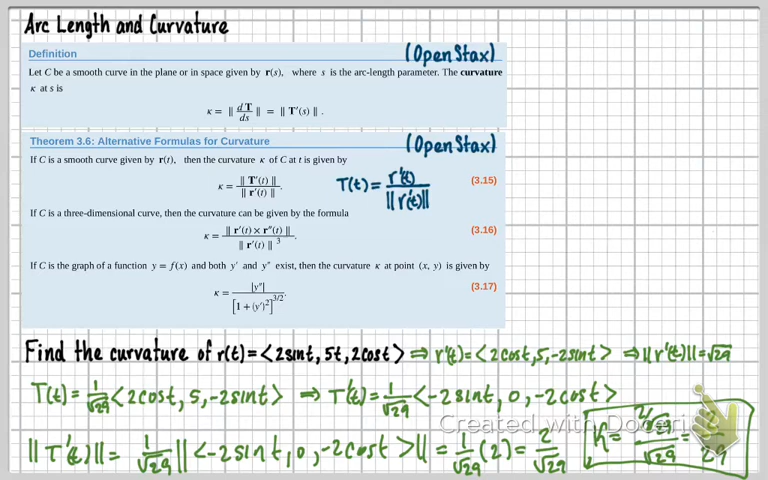 Arc Length and Curvature
Definition (OpenStax)
Let C be a smooth curve in the plane or in space given by r(s), where s is the arc-length parameter. The curvature
κ at s is
κ = ‖ dT/ds ‖ = ‖ T′(s) ‖ .
Theorem 3.6: Alternative Formulas for Curvature (OpenStax)
If C is a smooth curve given by r(t), then the curvature κ of C at t is given by
κ = ‖ T′(t) ‖ / ‖ r′(t) ‖ . T(t) = r'(t) / ||r'(t)|| (3.15)
If C is a three-dimensional curve, then the curvature can be given by the formula
κ = ‖ r′(t) × r″(t) ‖ / ‖ r′(t) ‖³ . (3.16)
If C is the graph of a function y = f(x) and both y′ and y″ exist, then the curvature κ at point (x, y) is given by
κ = |y″| / [1 + (y′)²]^3/2 . (3.17)
Find the curvature of r(t) = <2sint, 5t, 2cost> ⇒ r'(t) = <2cost, 5, -2sint> ⇒ ||r'(t)|| = √29
T(t) = 1/√29 <2cost, 5, -2sint> ⇒ T'(t) = 1/√29 <-2sint, 0, -2cost>
Created with Doceri
||T'(t)|| = 1/√29 ||<-2sint, 0, -2cost>|| = 1/√29 (2) = 2/√29 K = 2/√29 / √29 = 2/29